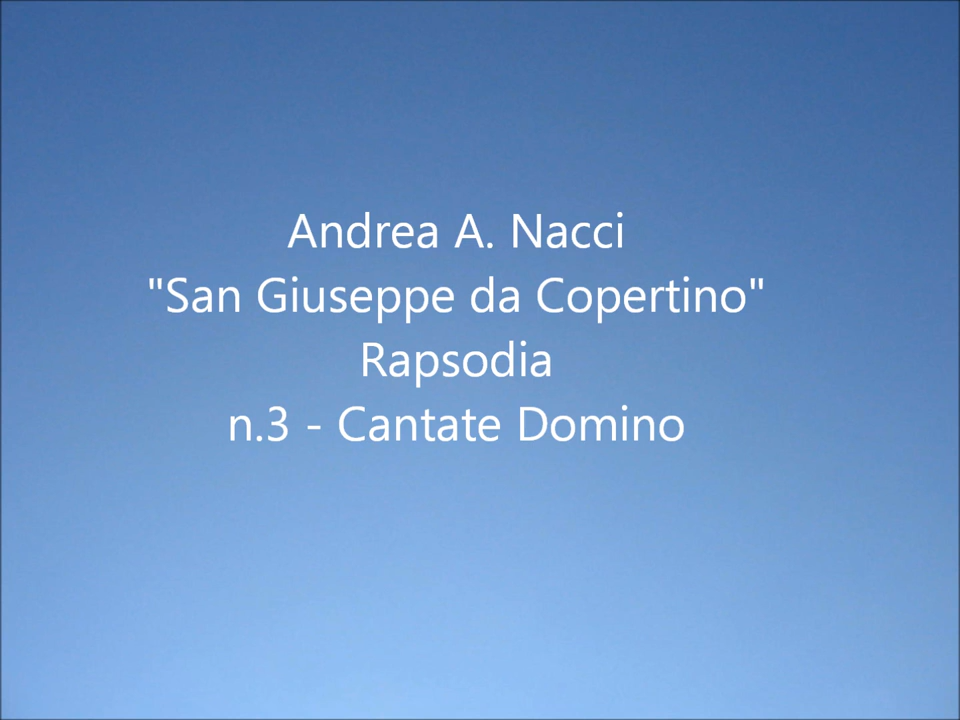 Andrea A. Nacci
"San Giuseppe da Copertino"
Rapsodia
n.3 - Cantate Domino